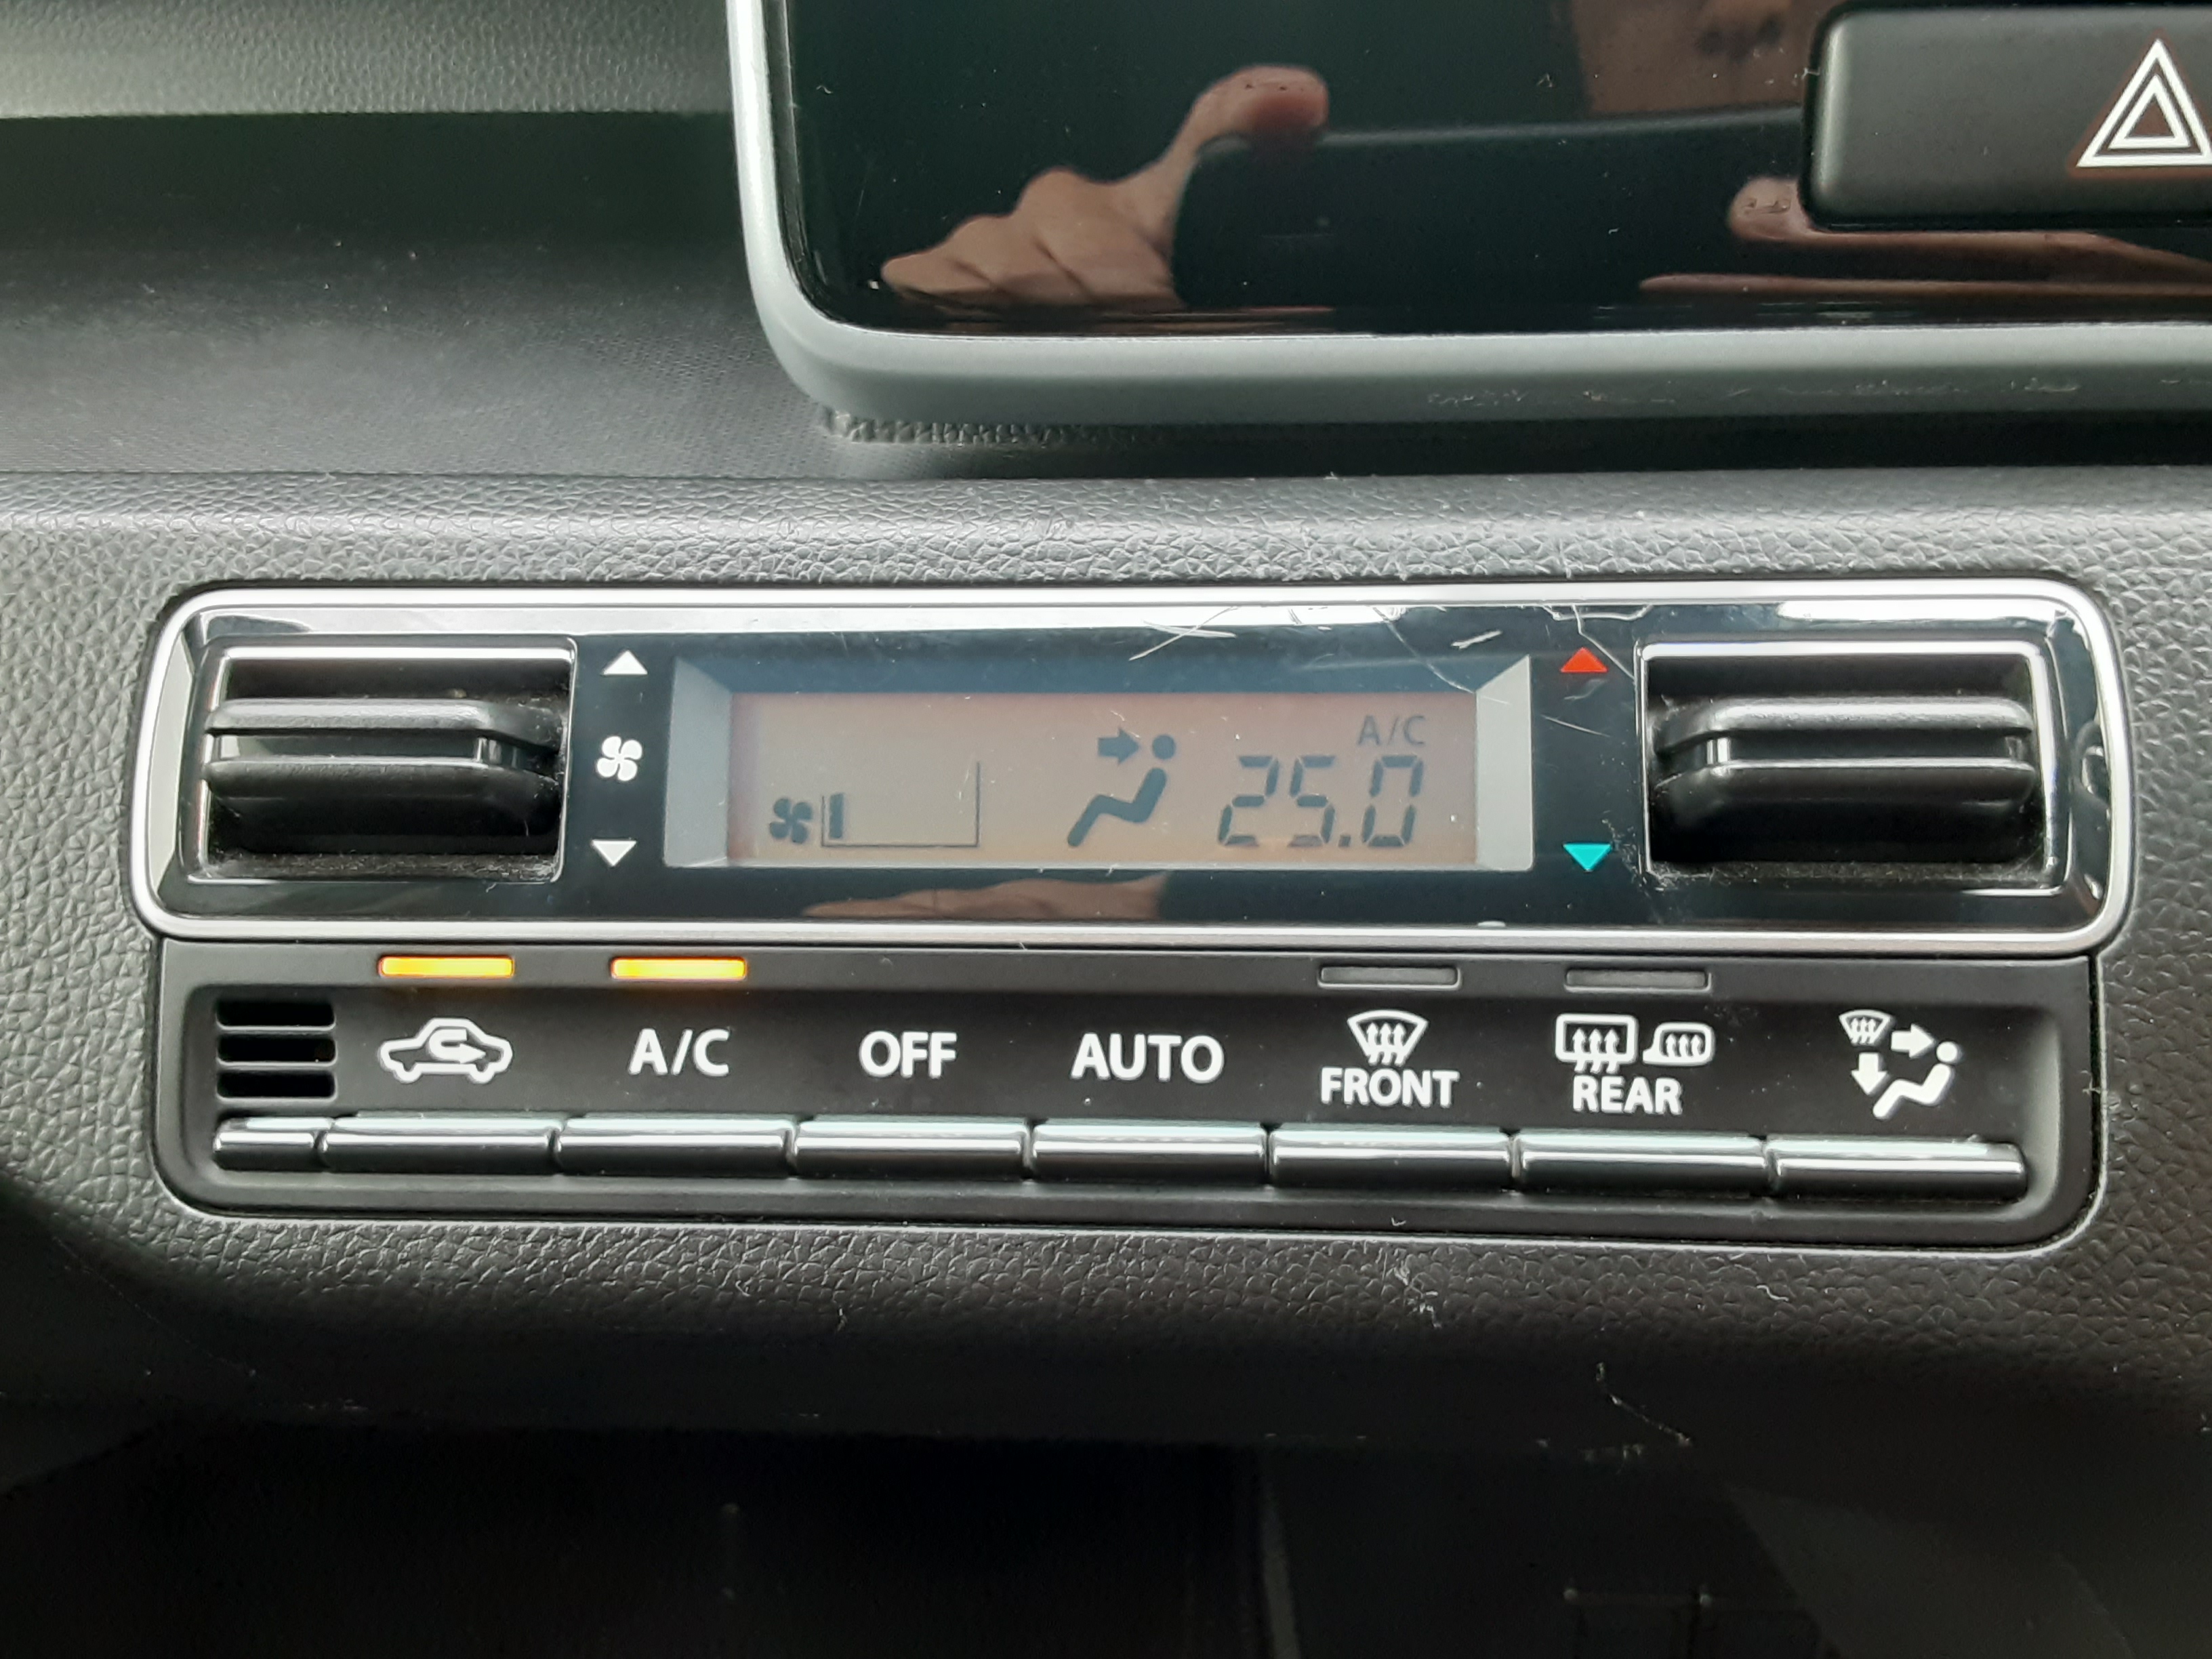 A/C
25.0
A/C OFF AUTO FRONT REAR